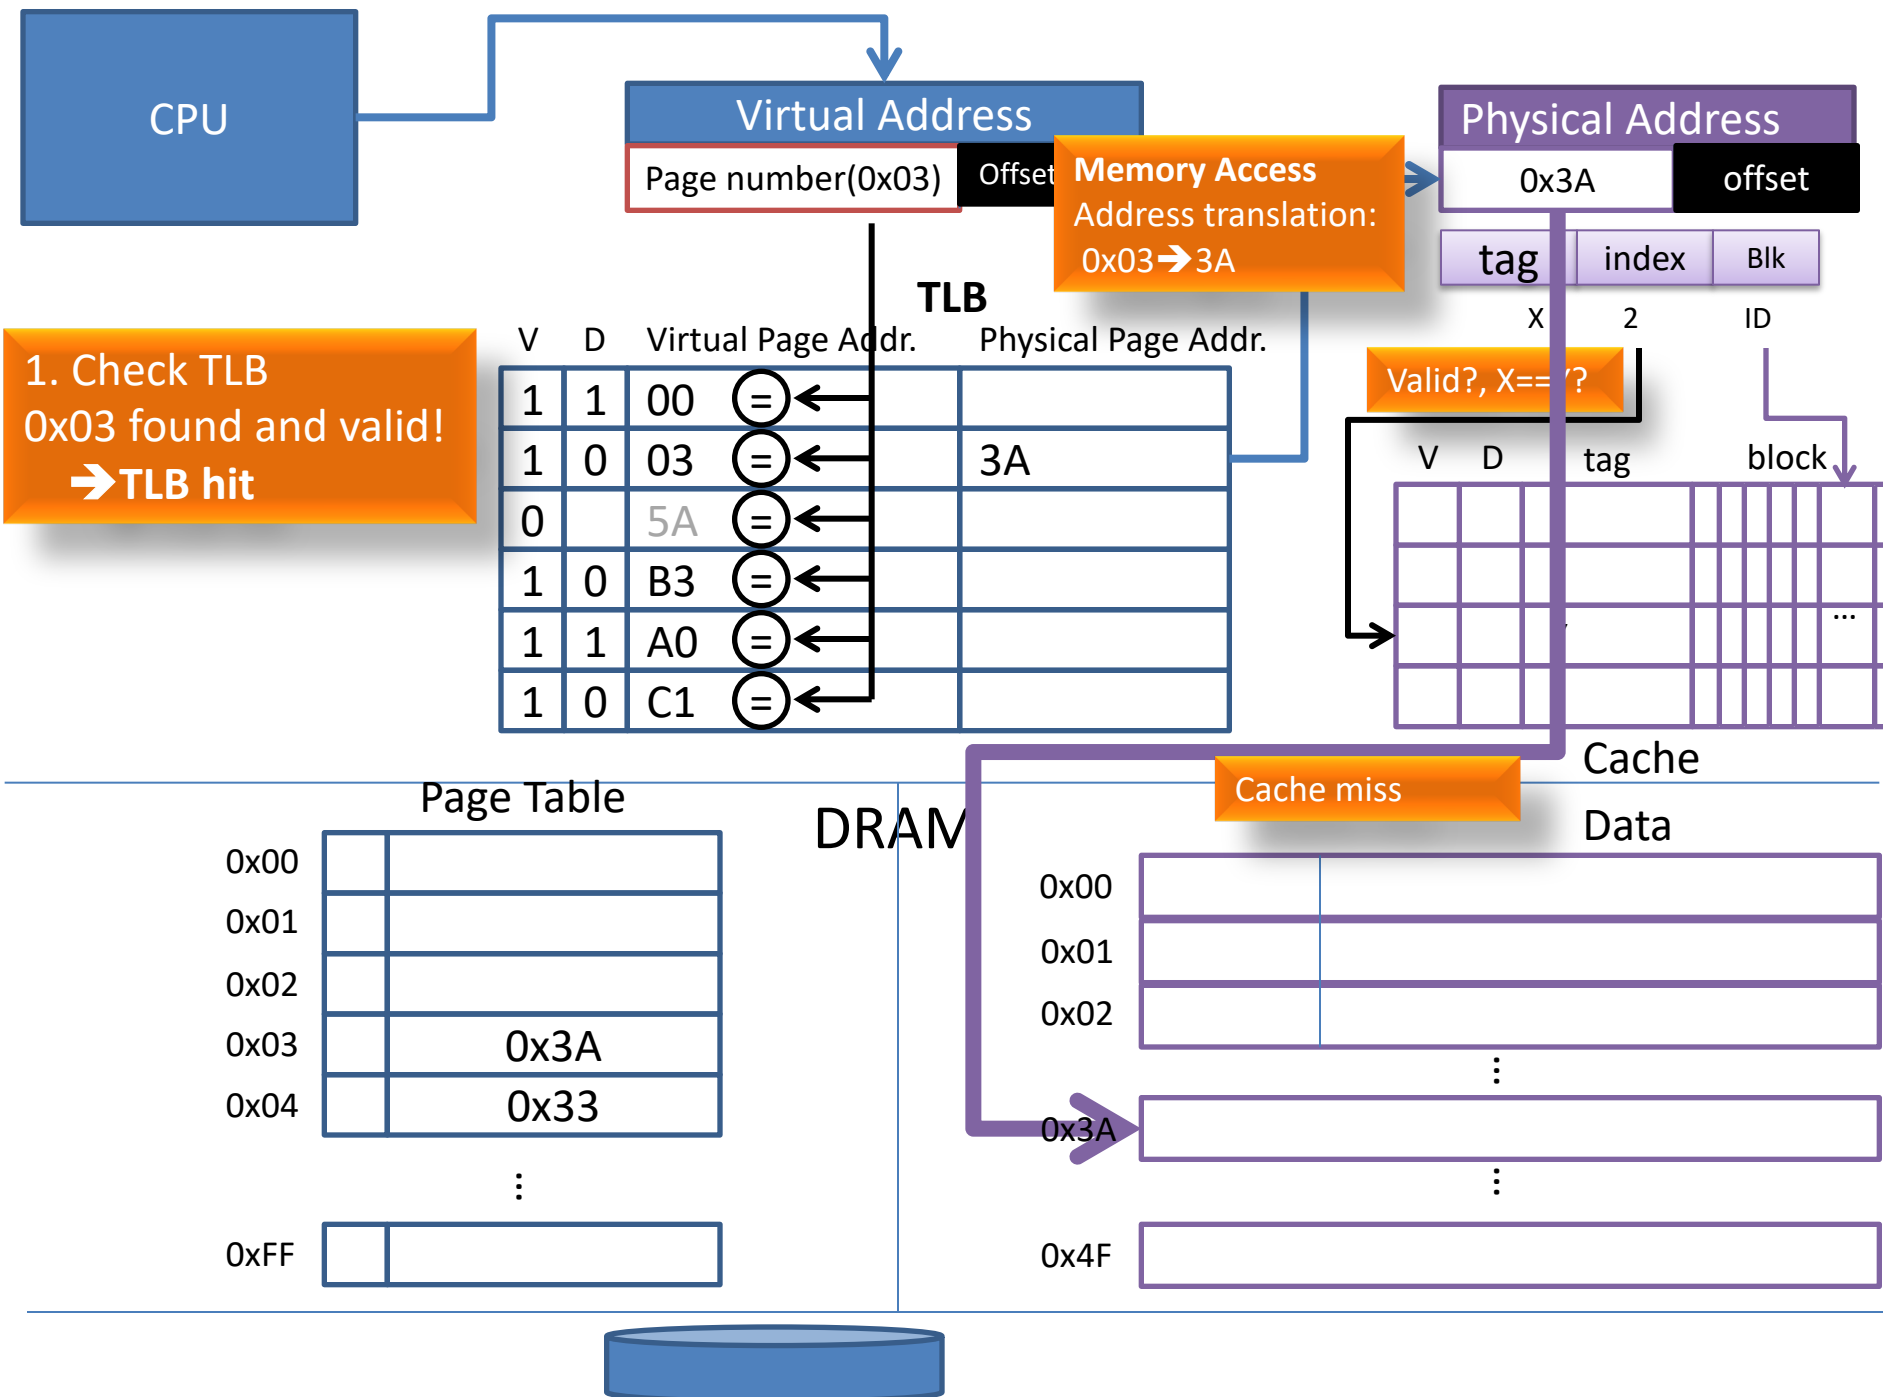 CPU
Virtual Address
Page number(0x03) Offset
Memory Access
Address translation:
0x03➔3A
Physical Address
0x3A offset
tag index Blk
X 2 ID
Valid?, X== ?
1. Check TLB
0x03 found and valid!
➔TLB hit
TLB
V D Virtual Page Addr. Physical Page Addr.
1 1 00 =
1 0 03 = 3A
0 5A =
1 0 B3 =
1 1 A0 =
1 0 C1 =
V D tag block
...
Cache
Cache miss
Page Table
DRAM
Data
0x00
0x01
0x02
0x03 0x3A
0x04 0x33
...
0xFF
0x00
0x01
0x02
...
0x3A
...
0x4F